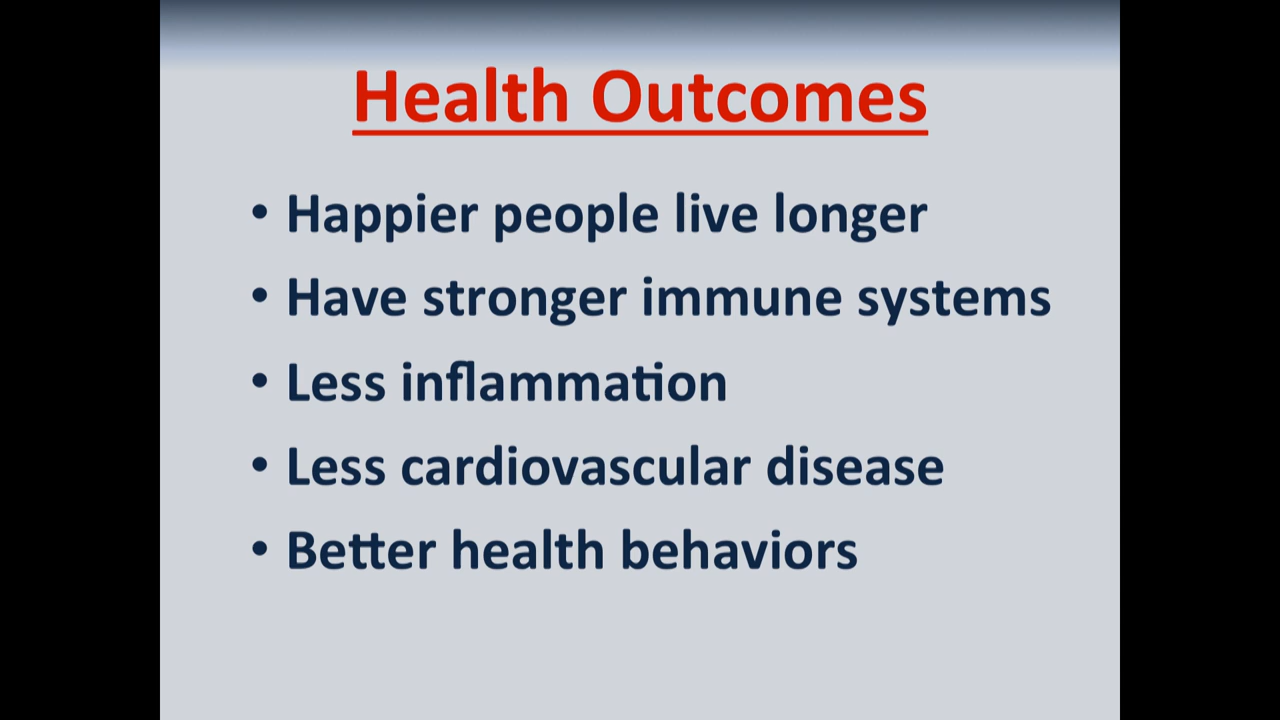 Health Outcomes
• Happier people live longer
• Have stronger immune systems
• Less inflammation
• Less cardiovascular disease
• Better health behaviors